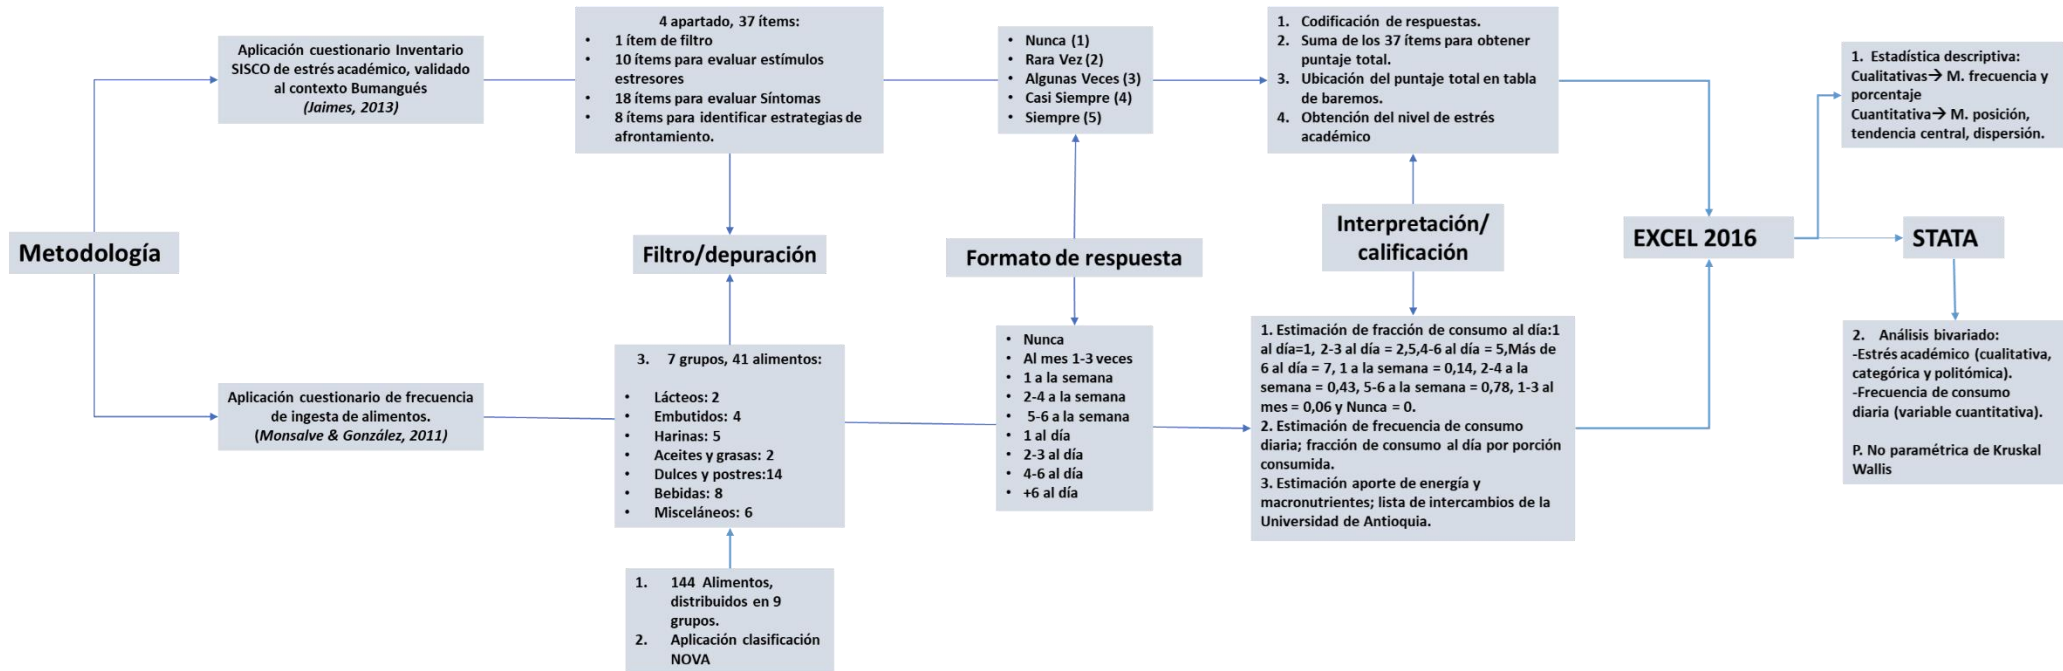 Metodología
Aplicación cuestionario Inventario
SISCO de estrés académico, validado
al contexto Bumangués
(Jaimes, 2013)
4 apartado, 37 ítems:
• 1 ítem de filtro
• 10 ítems para evaluar estímulos
estresores
• 18 ítems para evaluar Síntomas
• 8 ítems para identificar estrategias de
afrontamiento.
• Nunca (1)
• Rara Vez (2)
• Algunas Veces (3)
• Casi Siempre (4)
• Siempre (5)
1. Codificación de respuestas.
2. Suma de los 37 ítems para obtener
puntaje total.
3. Ubicación del puntaje total en tabla
de baremos.
4. Obtención del nivel de estrés
académico
1. Estadística descriptiva:
Cualitativas→ M. frecuencia y
porcentaje
Cuantitativa→ M. posición,
tendencia central, dispersión.
Filtro/depuración
Formato de respuesta
Interpretación/
calificación
EXCEL 2016
STATA
Aplicación cuestionario de frecuencia
de ingesta de alimentos.
(Monsalve & González, 2011)
3. 7 grupos, 41 alimentos:
• Lácteos: 2
• Embutidos: 4
• Harinas: 5
• Aceites y grasas: 2
• Dulces y postres:14
• Bebidas: 8
• Misceláneos: 6
• Nunca
• Al mes 1-3 veces
• 1 a la semana
• 2-4 a la semana
• 5-6 a la semana
• 1 al día
• 2-3 al día
• 4-6 al día
• +6 al día
1. Estimación de fracción de consumo al día:1
al día=1, 2-3 al día = 2,5,4-6 al día = 5,Más de
6 al día = 7, 1 a la semana = 0,14, 2-4 a la
semana = 0,43, 5-6 a la semana = 0,78, 1-3 al
mes = 0,06 y Nunca = 0.
2. Estimación de frecuencia de consumo
diaria; fracción de consumo al día por porción
consumida.
3. Estimación aporte de energía y
macronutrientes; lista de intercambios de la
Universidad de Antioquia.
2. Análisis bivariado:
-Estrés académico (cualitativa,
categórica y politómica).
-Frecuencia de consumo
diaria (variable cuantitativa).
P. No paramétrica de Kruskal
Wallis
1. 144 Alimentos,
distribuidos en 9
grupos.
2. Aplicación clasificación
NOVA